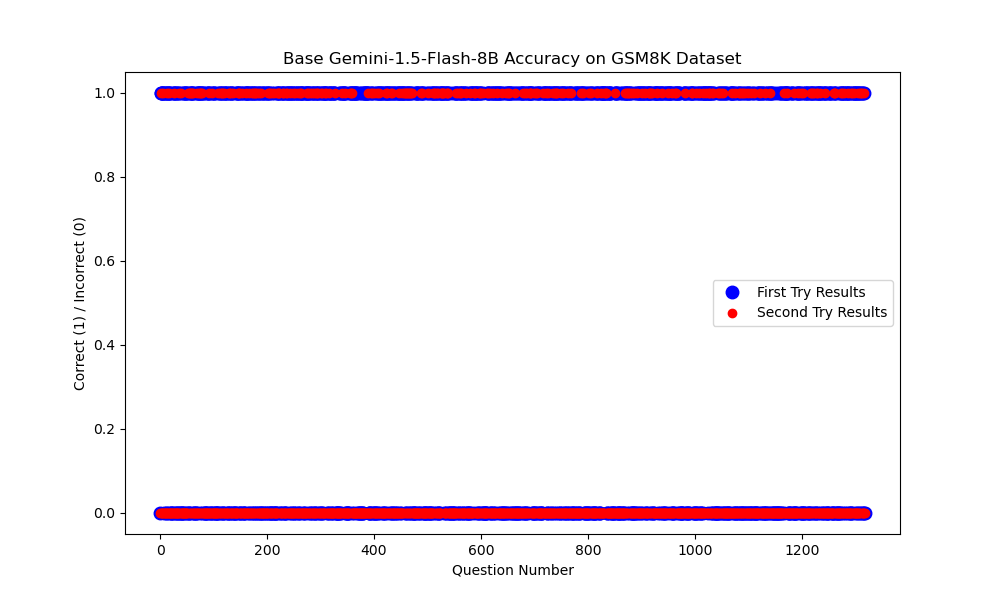 Base Gemini-1.5-Flash-8B Accuracy on GSM8K Dataset
1.0
0.8
0.6
0.4
0.2
0.0
Correct (1) / Incorrect (0)
First Try Results
Second Try Results
0 200 400 600 800 1000 1200
Question Number